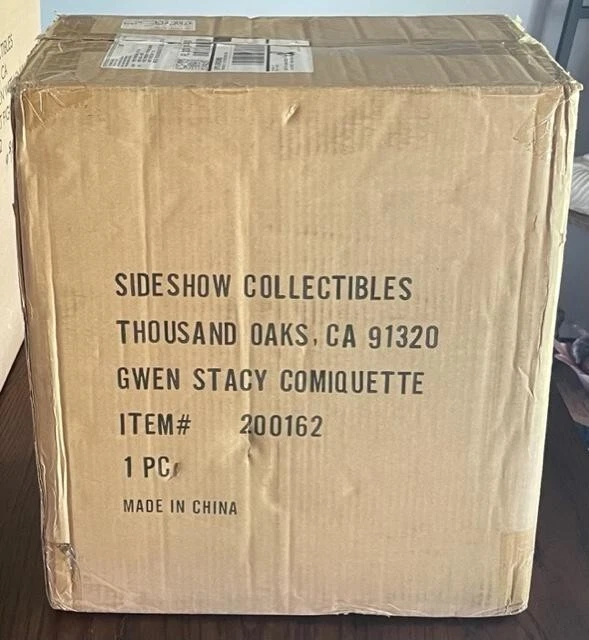 SIDESHOW COLLECTIBLES
THOUSAND OAKS, CA 91320
GWEN STACY COMIQUETTE
ITEM# 200162
1 PC
MADE IN CHINA